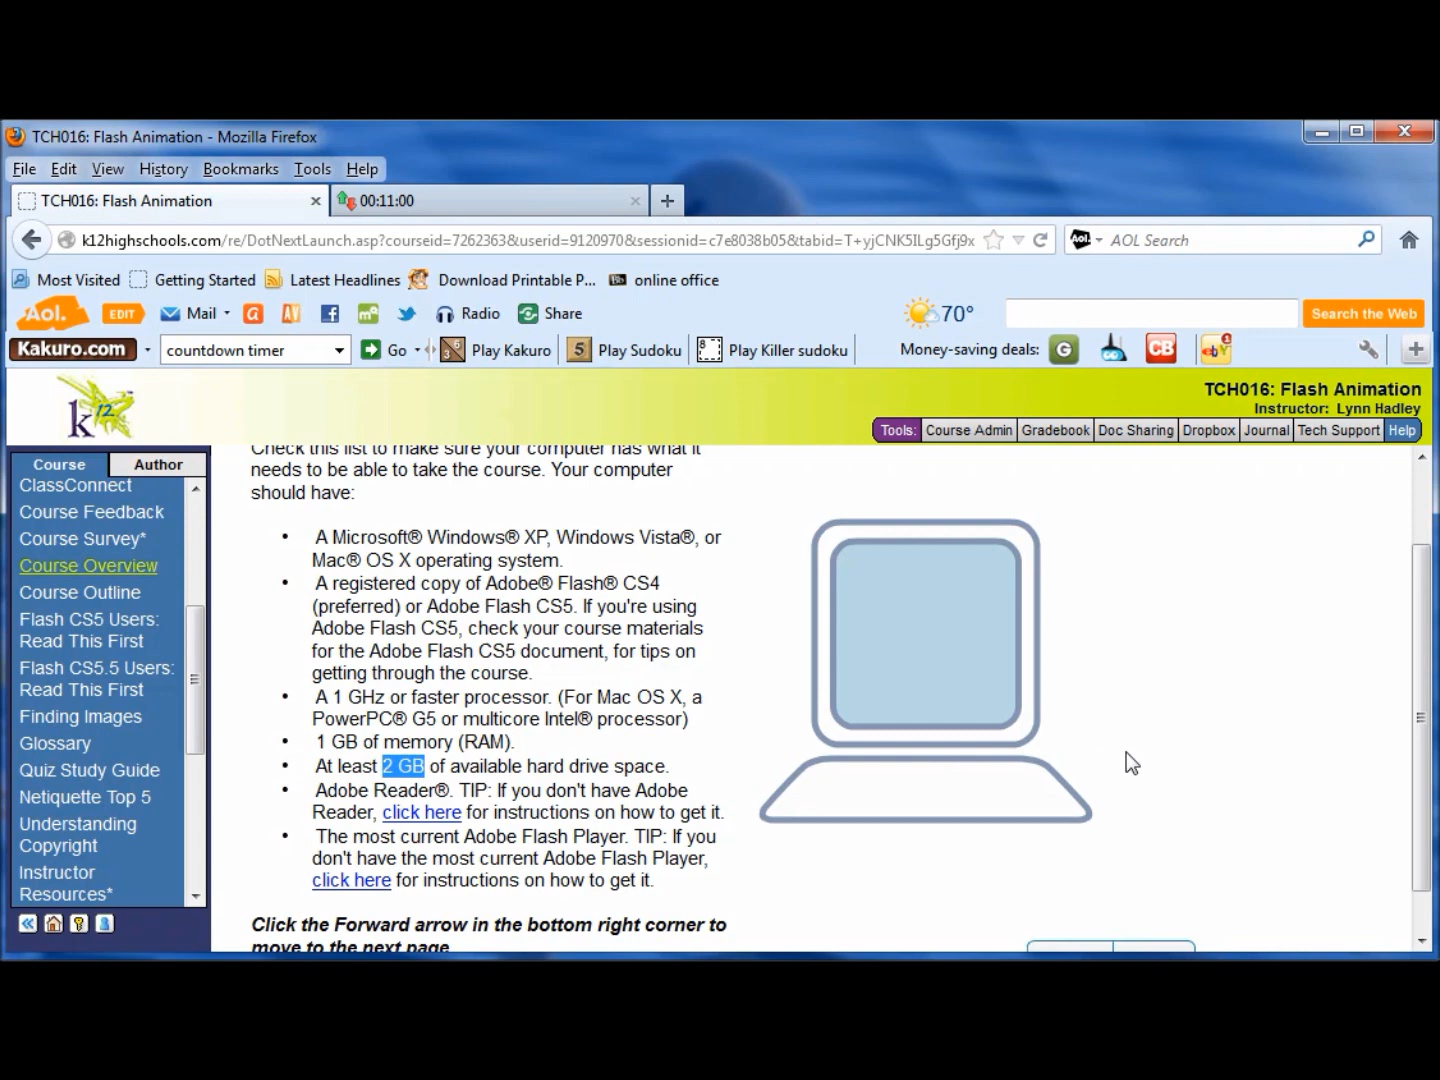 TCH016: Flash Animation - Mozilla Firefox
File Edit View History Bookmarks Tools Help
TCH016: Flash Animation
00:11:00
k12highschools.com/re/DotNextLaunch.asp?courseid=7262363&userid=9120970&sessionid=c7e8038b05&tabid=T+yjCNK5ILg5Gfj9x
Aol. AOL Search
Most Visited Getting Started Latest Headlines Download Printable P... online office
Aol. EDIT Mail Radio Share 70° Search the Web
Kakuro.com countdown timer Go Play Kakuro 5 Play Sudoku 8 Play Killer sudoku Money-saving deals: G CB ebY 1
k12
TCH016: Flash Animation
Instructor: Lynn Hadley
Tools: Course Admin Gradebook Doc Sharing Dropbox Journal Tech Support Help
Course Author
ClassConnect
Course Feedback
Course Survey*
Course Overview
Course Outline
Flash CS5 Users:
Read This First
Flash CS5.5 Users:
Read This First
Finding Images
Glossary
Quiz Study Guide
Netiquette Top 5
Understanding
Copyright
Instructor
Resources*
Check this list to make sure your computer has what it
needs to be able to take the course. Your computer
should have:
• A Microsoft® Windows® XP, Windows Vista®, or
Mac® OS X operating system.
• A registered copy of Adobe® Flash® CS4
(preferred) or Adobe Flash CS5. If you're using
Adobe Flash CS5, check your course materials
for the Adobe Flash CS5 document, for tips on
getting through the course.
• A 1 GHz or faster processor. (For Mac OS X, a
PowerPC® G5 or multicore Intel® processor)
• 1 GB of memory (RAM).
• At least 2 GB of available hard drive space.
• Adobe Reader®. TIP: If you don't have Adobe
Reader, click here for instructions on how to get it.
• The most current Adobe Flash Player. TIP: If you
don't have the most current Adobe Flash Player,
click here for instructions on how to get it.
Click the Forward arrow in the bottom right corner to
move to the next page